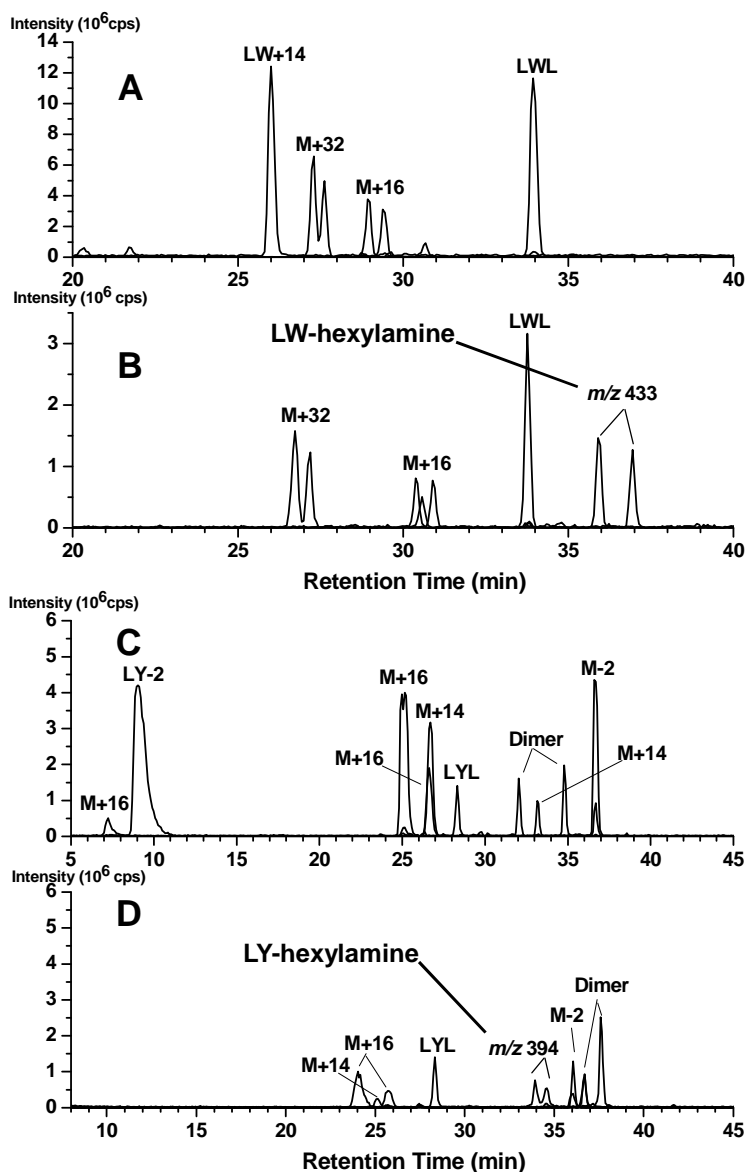 Intensity (10⁶cps)
A
LW+14
M+32
M+16
LWL
14
12
10
8
6
4
2
0
20 25 30 35 40
Intensity (10⁶ cps)
B
LW-hexylamine
LWL
m/z 433
M+32
M+16
3
2
1
0
20 25 30 35 40
Retention Time (min)
Intensity (10⁶ cps)
C
LY-2
M+16
M+14
M-2
M+16
LYL
Dimer
M+14
M+16
6
5
4
3
2
1
0
5 10 15 20 25 30 35 40 45
Intensity (10⁶ cps)
D
LY-hexylamine
Dimer
M-2
M+16
M+14
LYL
m/z 394
6
5
4
3
2
1
0
10 15 20 25 30 35 40 45
Retention Time (min)